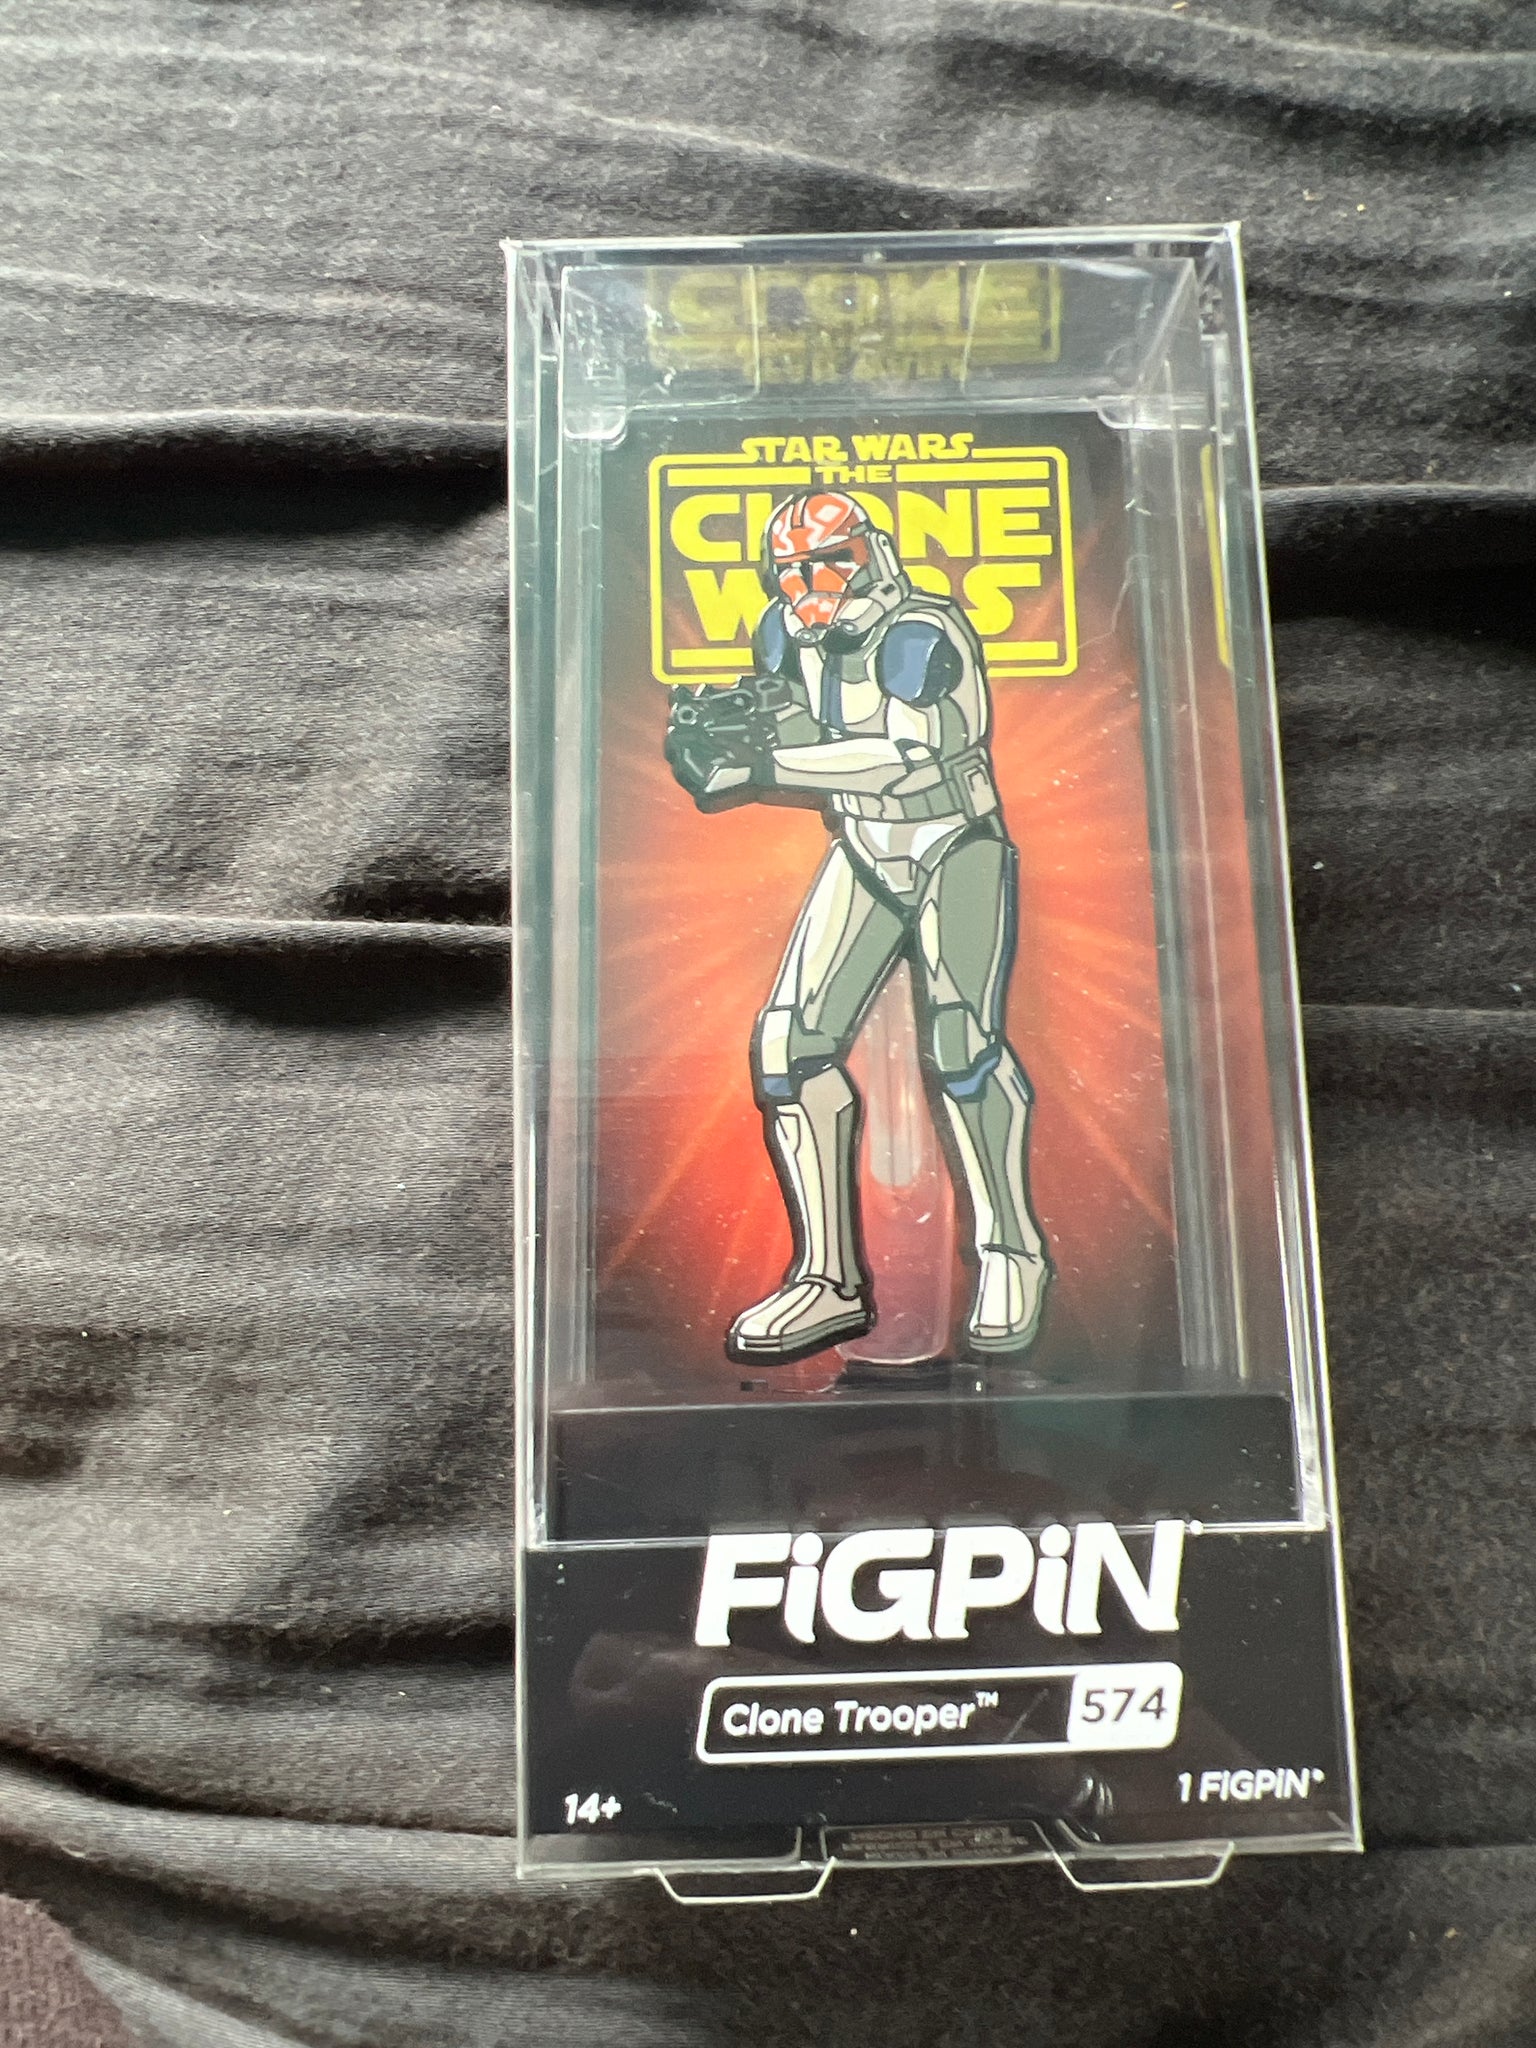 STAR WARS
THE
CLONE
WARS
FiGPiN
Clone Trooper™ 574
14+
1 FiGPiN®